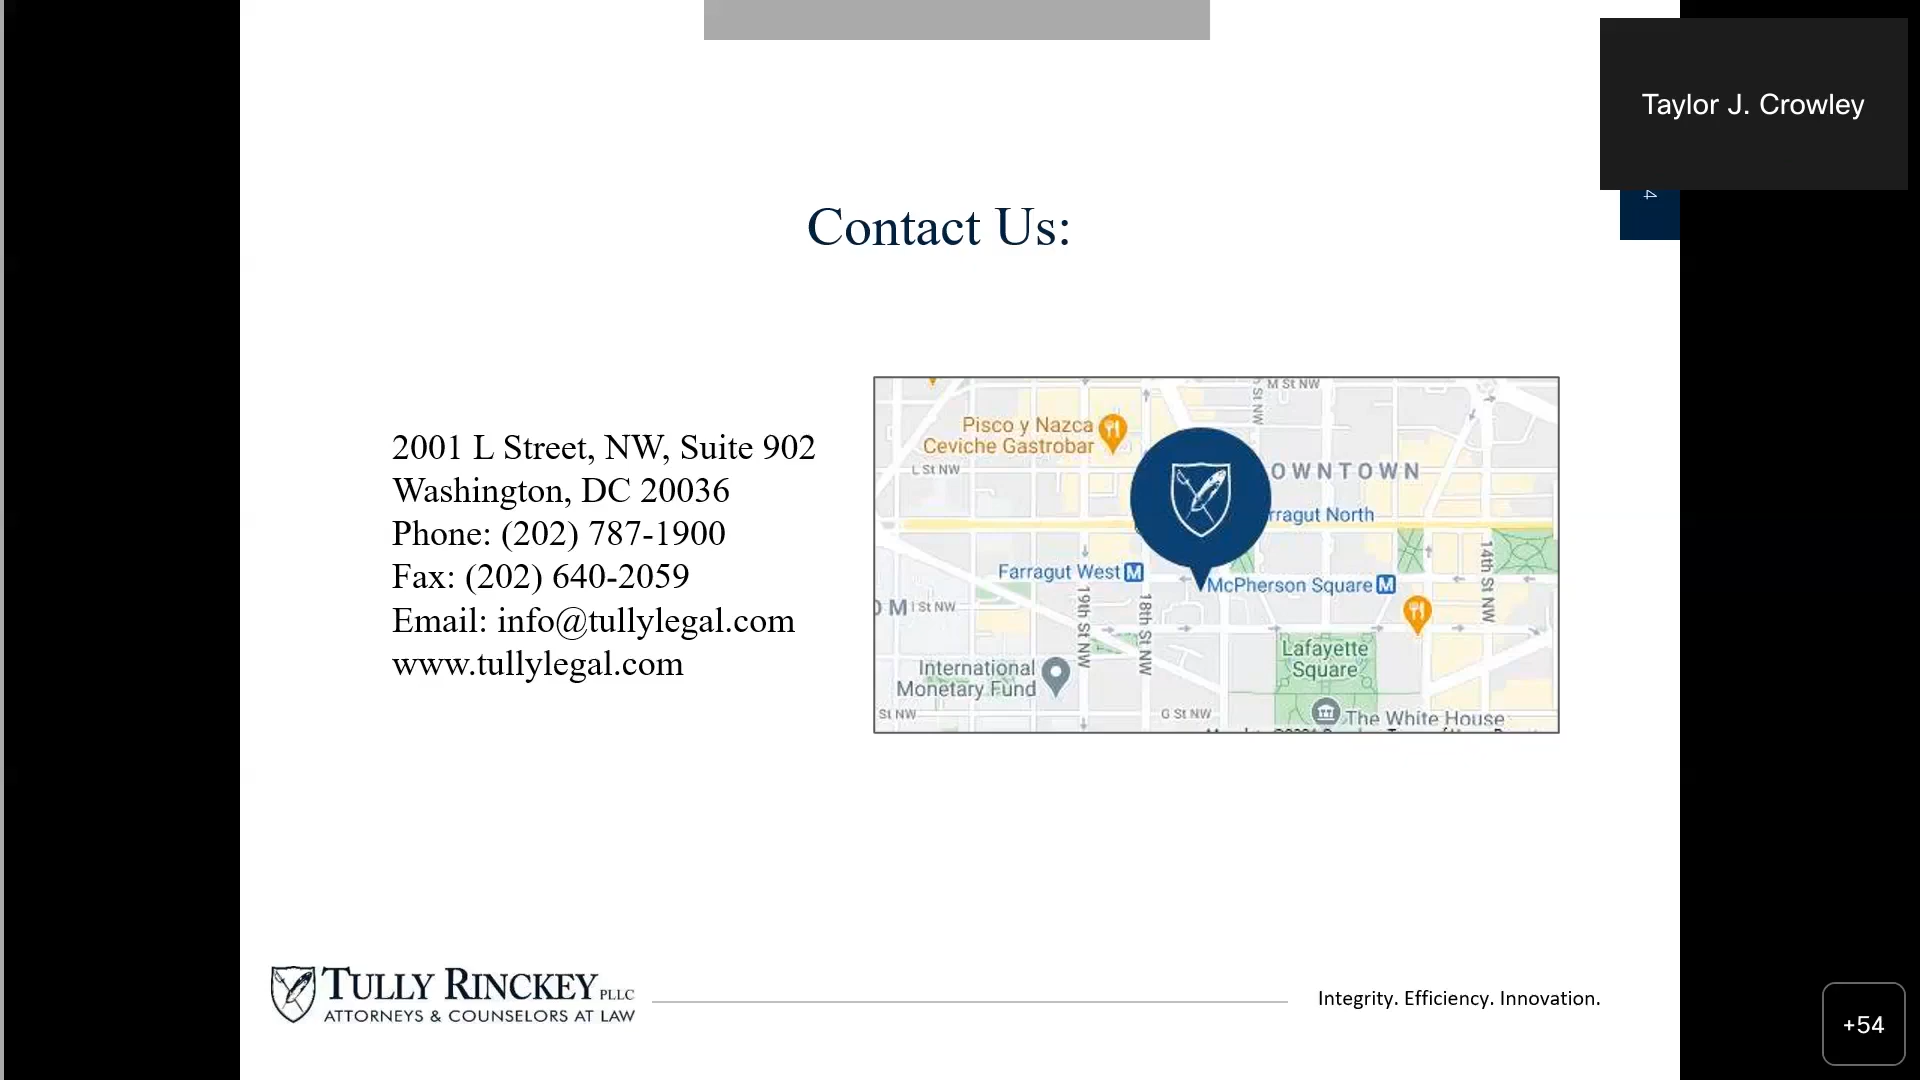 Taylor J. Crowley
4
Contact Us:
2001 L Street, NW, Suite 902
Washington, DC 20036
Phone: (202) 787-1900
Fax: (202) 640-2059
Email: info@tullylegal.com
www.tullylegal.com
M St NW
St NW
Pisco y Nazca
Ceviche Gastrobar
L St NW
OWNTOWN
rragut North
14th St NW
Farragut West M
McPherson Square M
OM
I St NW
19th St NW
18th St NW
Lafayette
Square
International
Monetary Fund
St NW
G St NW
The White House
TULLY RINCKEY PLLC
ATTORNEYS & COUNSELORS AT LAW
Integrity. Efficiency. Innovation.
+54